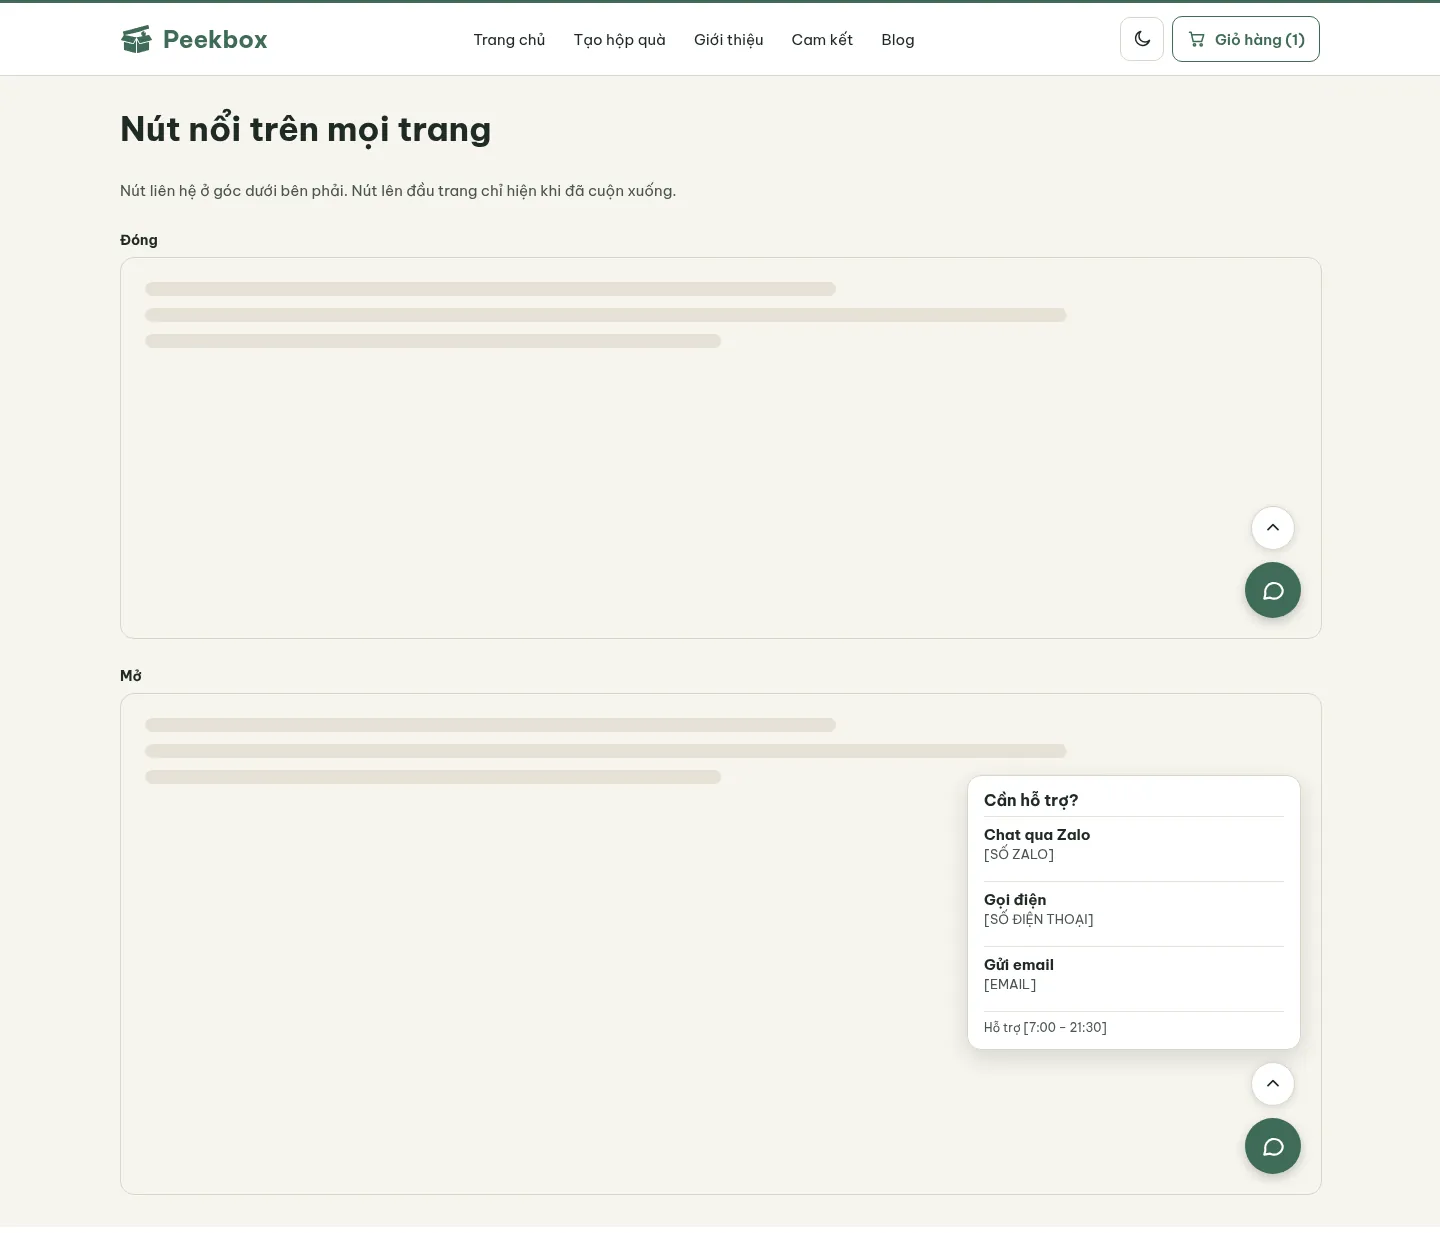 Peekbox
Trang chủ
Tạo hộp quà
Giới thiệu
Cam kết
Blog
Giỏ hàng (1)
Nút nổi trên mọi trang
Nút liên hệ ở góc dưới bên phải. Nút lên đầu trang chỉ hiện khi đã cuộn xuống.
Đóng
Mở
Cần hỗ trợ?
Chat qua Zalo
[SỐ ZALO]
Gọi điện
[SỐ ĐIỆN THOẠI]
Gửi email
[EMAIL]
Hỗ trợ [7:00 – 21:30]